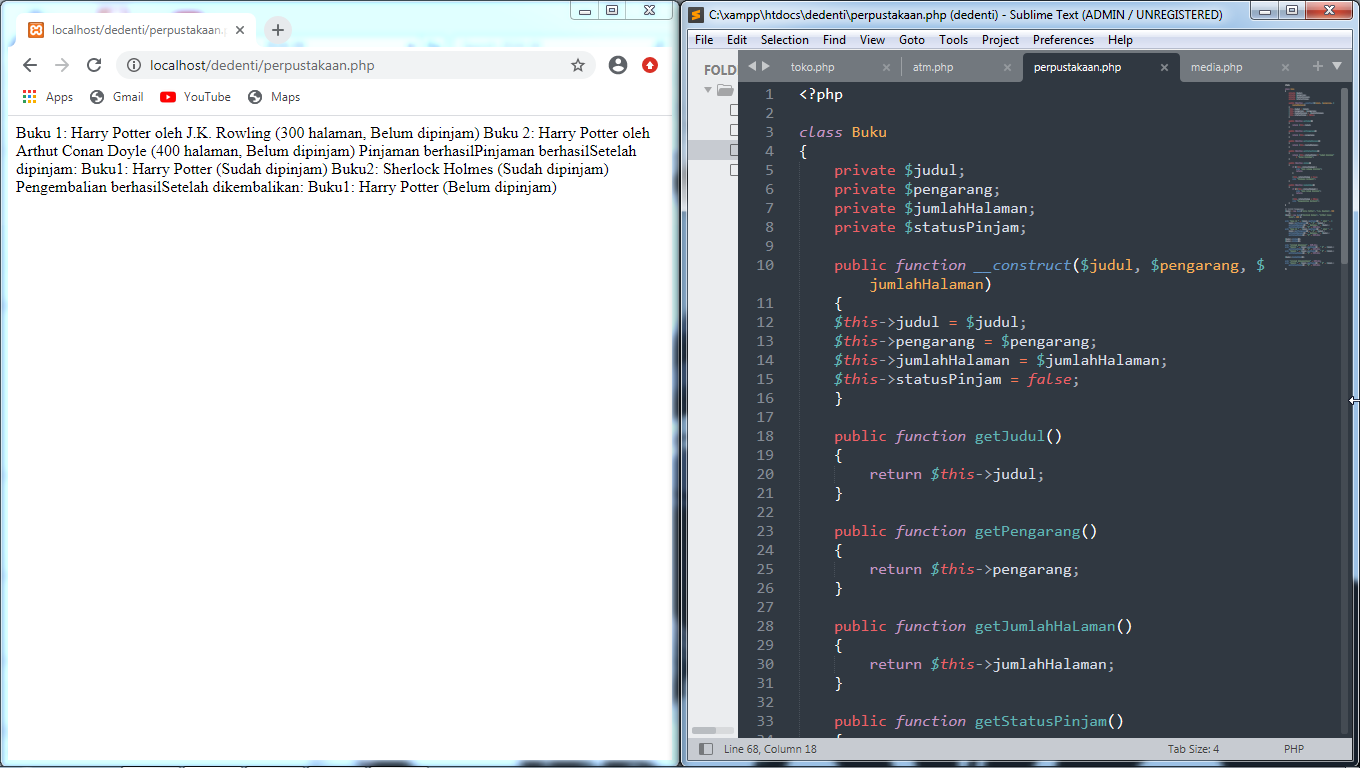 localhost/dedenti/perpustakaan.
localhost/dedenti/perpustakaan.php
Apps Gmail YouTube Maps
Buku 1: Harry Potter oleh J.K. Rowling (300 halaman, Belum dipinjam) Buku 2: Harry Potter oleh
Arthut Conan Doyle (400 halaman, Belum dipinjam) Pinjaman berhasilPinjaman berhasilSetelah
dipinjam: Buku1: Harry Potter (Sudah dipinjam) Buku2: Sherlock Holmes (Sudah dipinjam)
Pengembalian berhasilSetelah dikembalikan: Buku1: Harry Potter (Belum dipinjam)
C:\xampp\htdocs\dedenti\perpustakaan.php (dedenti) - Sublime Text (ADMIN / UNREGISTERED)
File Edit Selection Find View Goto Tools Project Preferences Help
FOLD
toko.php atm.php perpustakaan.php media.php
1 <?php
2
3 class Buku
4 {
5 private $judul;
6 private $pengarang;
7 private $jumlahHalaman;
8 private $statusPinjam;
9
10 public function __construct($judul, $pengarang, $
jumlahHalaman)
11 {
12 $this->judul = $judul;
13 $this->pengarang = $pengarang;
14 $this->jumlahHalaman = $jumlahHalaman;
15 $this->statusPinjam = false;
16 }
17
18 public function getJudul()
19 {
20 return $this->judul;
21 }
22
23 public function getPengarang()
24 {
25 return $this->pengarang;
26 }
27
28 public function getJumlahHaLaman()
29 {
30 return $this->jumlahHalaman;
31 }
32
33 public function getStatusPinjam()
Line 68, Column 18 Tab Size: 4 PHP